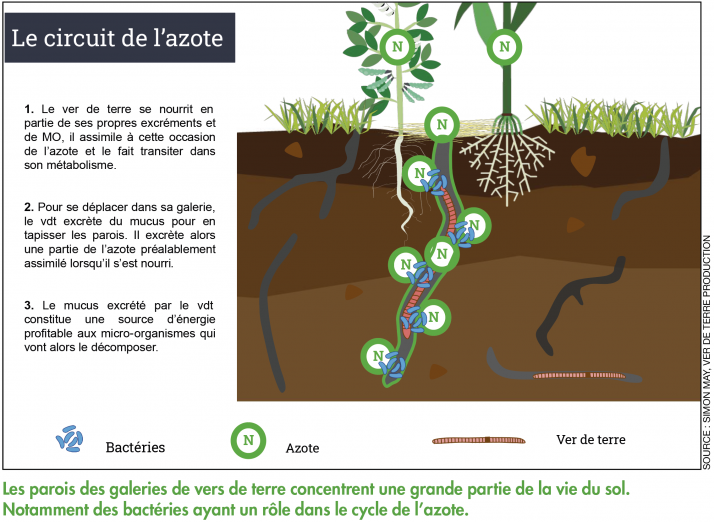 Le circuit de l'azote
1. Le ver de terre se nourrit en
partie de ses propres excréments et
de MO, il assimile à cette occasion
de l'azote et le fait transiter dans
son métabolisme.
2. Pour se déplacer dans sa galerie,
le vdt excrète du mucus pour en
tapisser les parois. Il excrète alors
une partie de l'azote préalablement
assimilé lorsqu'il s'est nourri.
3. Le mucus excrété par le vdt
constitue une source d'énergie
profitable aux micro-organismes qui
vont alors le décomposer.
N
N
N
N
N
N
N
N
N
SOURCE : SIMON MAY, VER DE TERRE PRODUCTION
Bactéries
N
Azote
Ver de terre
Les parois des galeries de vers de terre concentrent une grande partie de la vie du sol.
Notamment des bactéries ayant un rôle dans le cycle de l'azote.